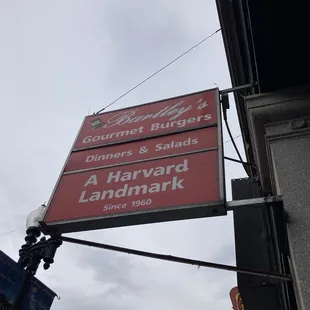 Bartley's
Gourmet Burgers
Dinners & Salads
A Harvard
Landmark
Since 1960